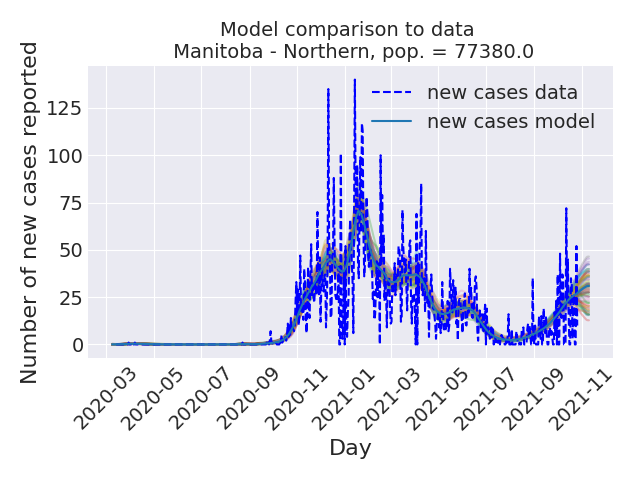 Model comparison to data
Manitoba - Northern, pop. = 77380.0
Number of new cases reported
125
100
75
50
25
0
new cases data
new cases model
2020-03
2020-05
2020-07
2020-09
2020-11
2021-01
2021-03
2021-05
2021-07
2021-09
2021-11
Day